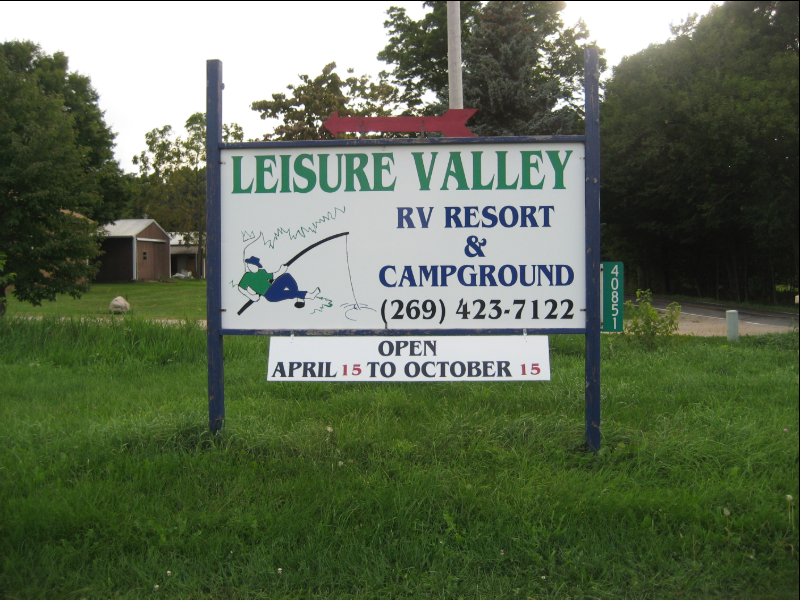 LEISURE VALLEY
RV RESORT
&
CAMPGROUND
(269) 423-7122
OPEN
APRIL 15 TO OCTOBER 15
40851